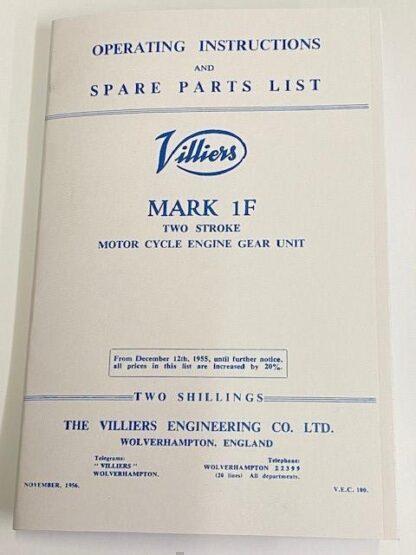 OPERATING INSTRUCTIONS
AND
SPARE PARTS LIST
Villiers
MARK 1F
TWO STROKE
MOTOR CYCLE ENGINE GEAR UNIT
From December 12th, 1955, until further notice,
all prices in this list are increased by 20%.
TWO SHILLINGS
THE VILLIERS ENGINEERING CO. LTD.
WOLVERHAMPTON, ENGLAND
Telegrams:
"VILLIERS"
WOLVERHAMPTON.
Telephone:
WOLVERHAMPTON 22399
(20 lines) All departments.
NOVEMBER, 1956.
V.E.C. 100.